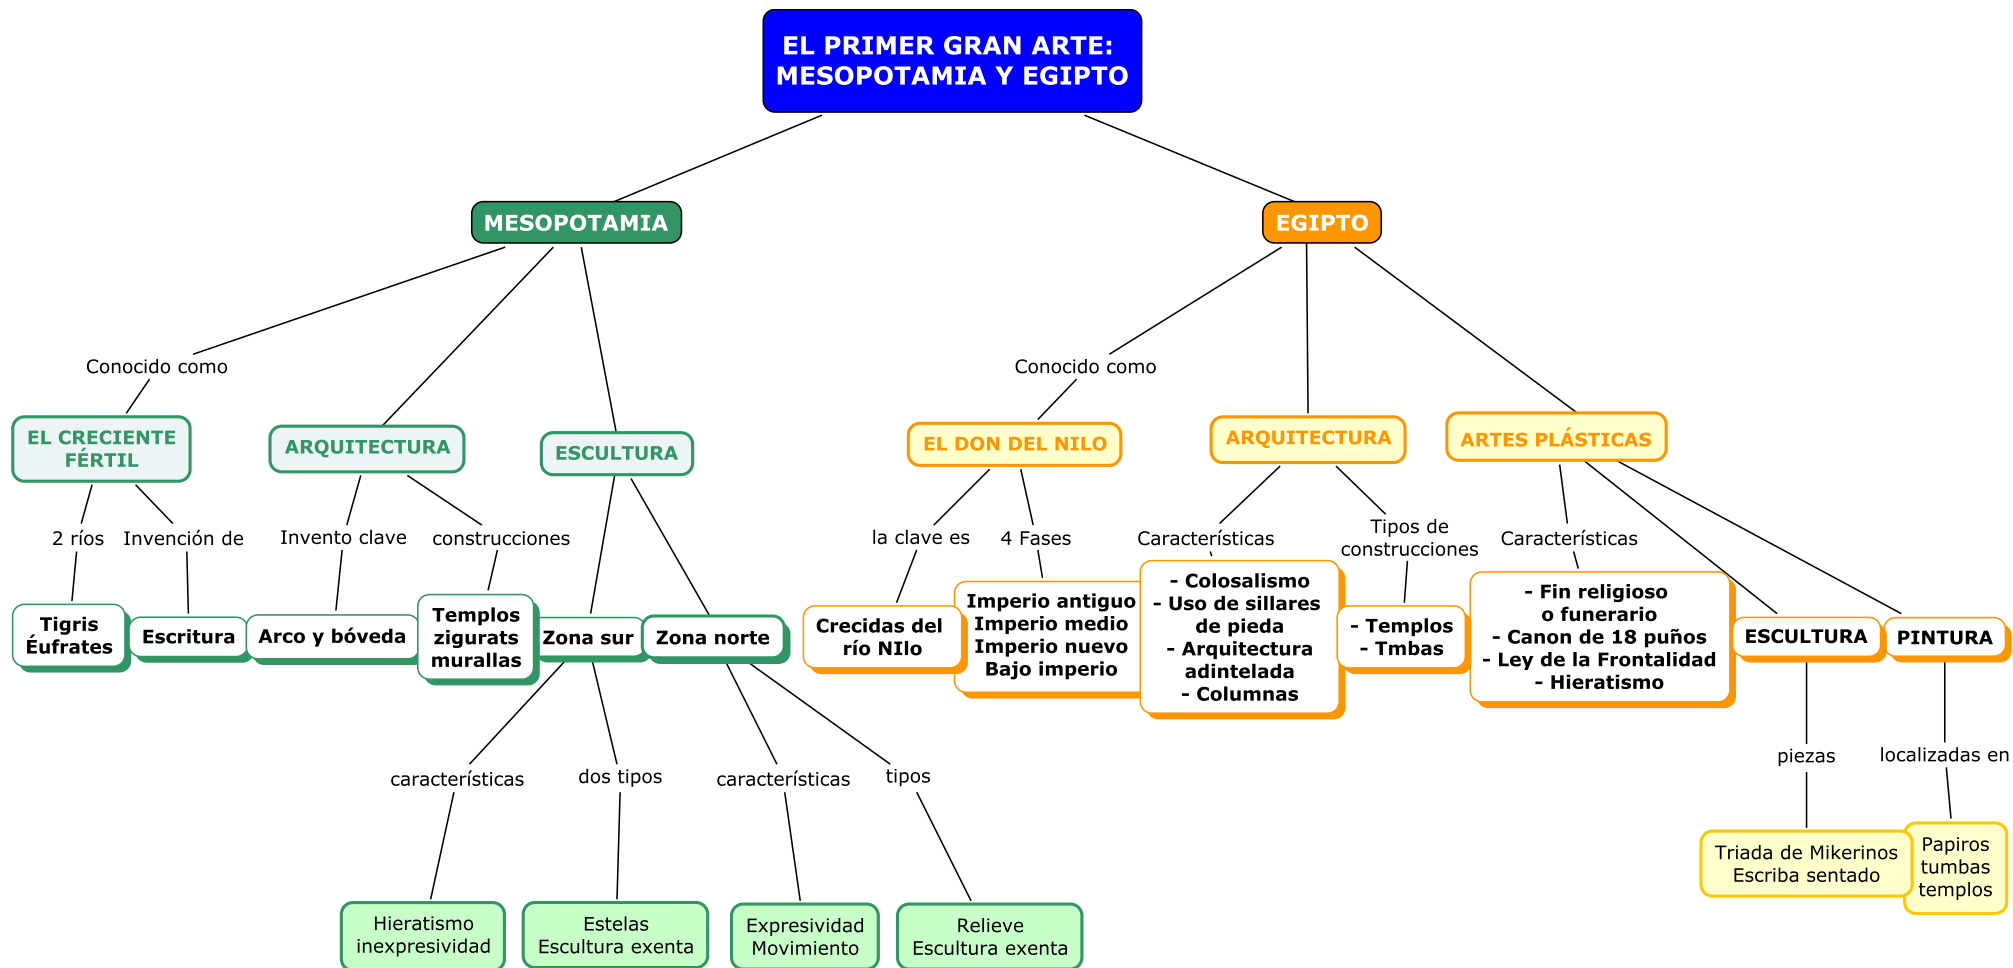 EL PRIMER GRAN ARTE:
MESOPOTAMIA Y EGIPTO
MESOPOTAMIA
EGIPTO
Conocido como
Conocido como
EL CRECIENTE
FÉRTIL
ARQUITECTURA
ESCULTURA
EL DON DEL NILO
ARQUITECTURA
ARTES PLÁSTICAS
2 ríos
Invención de
Invento clave
construcciones
la clave es
4 Fases
Características
Tipos de
construcciones
Características
Tigris
Éufrates
Escritura
Arco y bóveda
Templos
zigurats
murallas
Zona sur
Zona norte
Crecidas del
río NIlo
Imperio antiguo
Imperio medio
Imperio nuevo
Bajo imperio
- Colosalismo
- Uso de sillares
de pieda
- Arquitectura
adintelada
- Columnas
- Templos
- Tmbas
- Fin religioso
o funerario
- Canon de 18 puños
- Ley de la Frontalidad
- Hieratismo
ESCULTURA
PINTURA
características
dos tipos
características
tipos
piezas
localizadas en
Hieratismo
inexpresividad
Estelas
Escultura exenta
Expresividad
Movimiento
Relieve
Escultura exenta
Triada de Mikerinos
Escriba sentado
Papiros
tumbas
templos